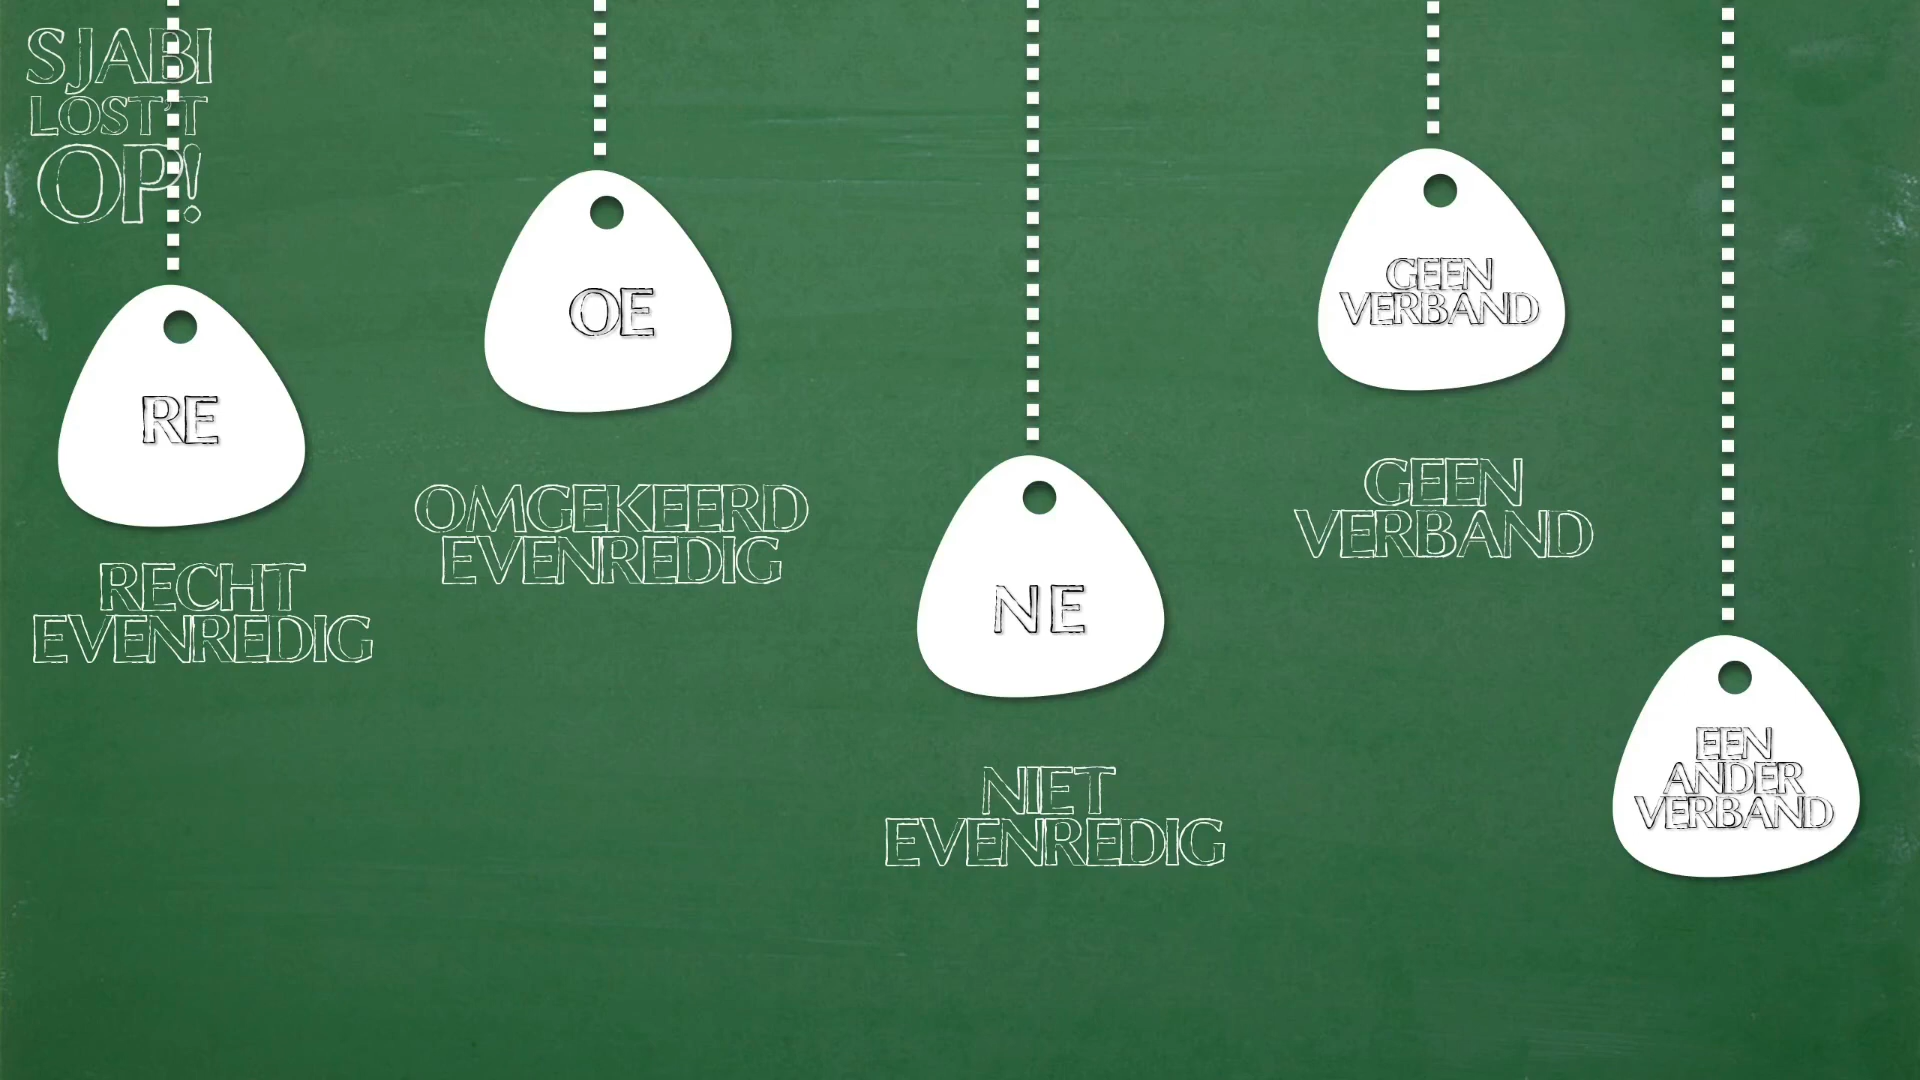 SJABI
LOST'T
OP!
RE
RECHT
EVENREDIG
OE
OMGEKEERD
EVENREDIG
NE
NIET
EVENREDIG
GEEN
VERBAND
GEEN
VERBAND
EEN
ANDER
VERBAND